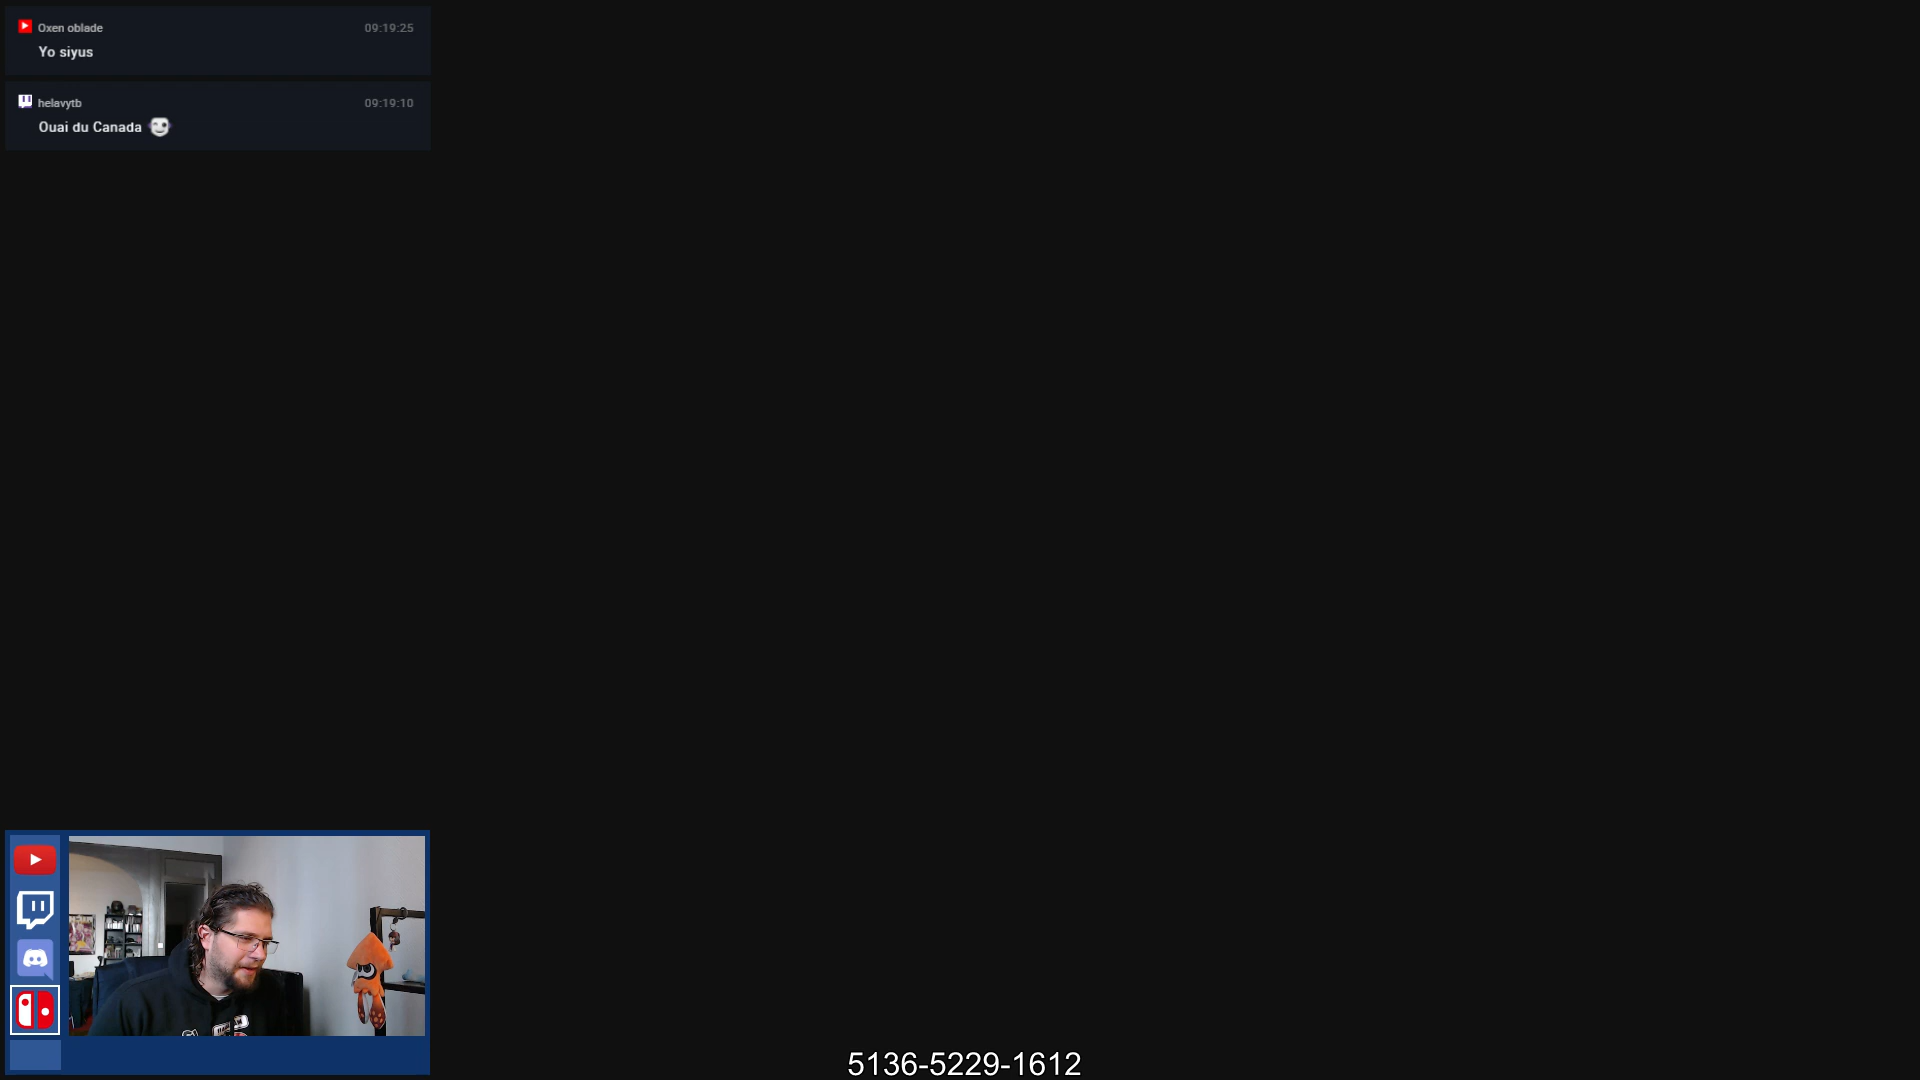 Oxen oblade 09:19:25
Yo siyus
helavytb 09:19:10
Ouai du Canada
5136-5229-1612